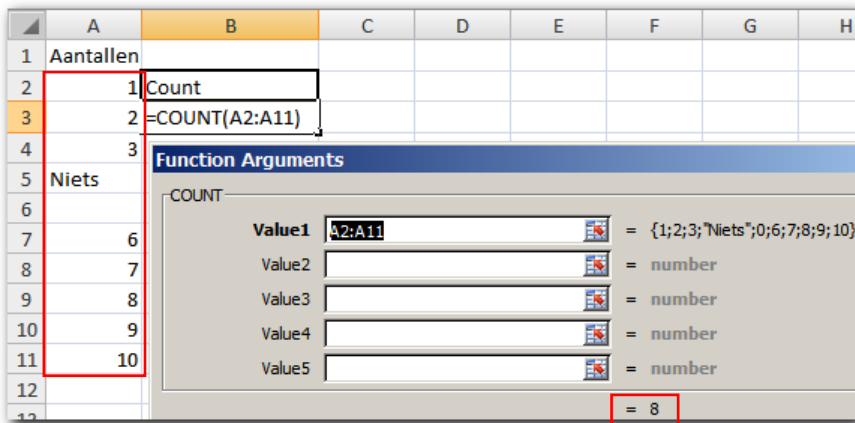 A B C D E F G H
1 Aantallen
2 1 Count
3 2 =COUNT(A2:A11)
4 3
Function Arguments
5 Niets
COUNT
6
Value1 A2:A11 = {1;2;3;"Niets";0;6;7;8;9;10}
7 6
Value2 = number
8 7
Value3 = number
9 8
Value4 = number
10 9
Value5 = number
11 10
12
= 8